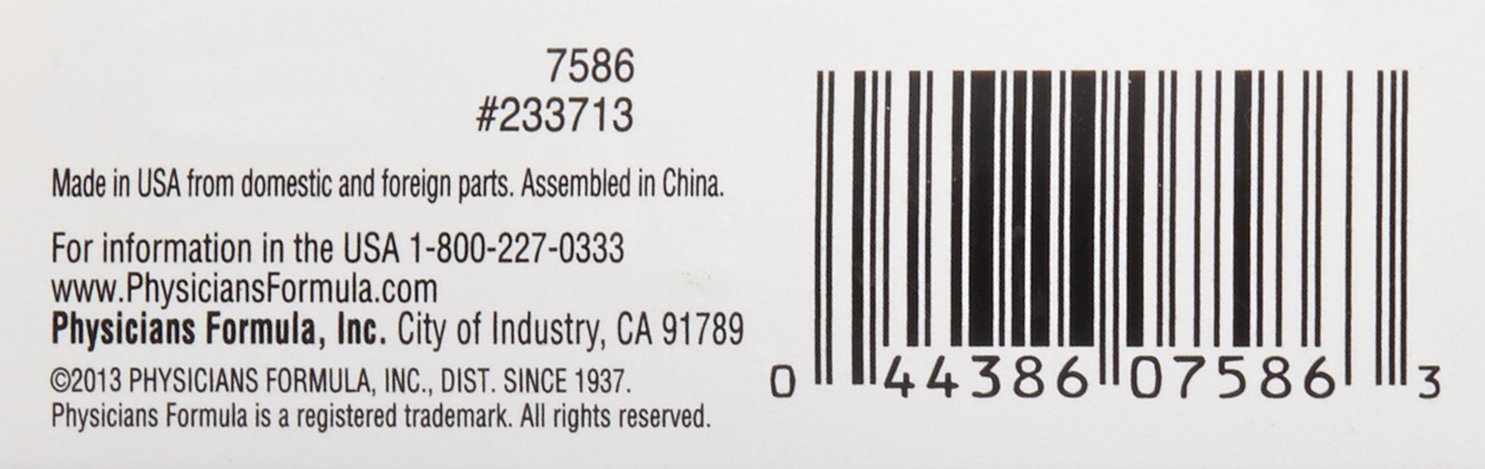 7586
#233713
Made in USA from domestic and foreign parts. Assembled in China.
For information in the USA 1-800-227-0333
www.PhysiciansFormula.com
Physicians Formula, Inc. City of Industry, CA 91789
©2013 PHYSICIANS FORMULA, INC., DIST. SINCE 1937.
Physicians Formula is a registered trademark. All rights reserved.
0 44386 07586 3